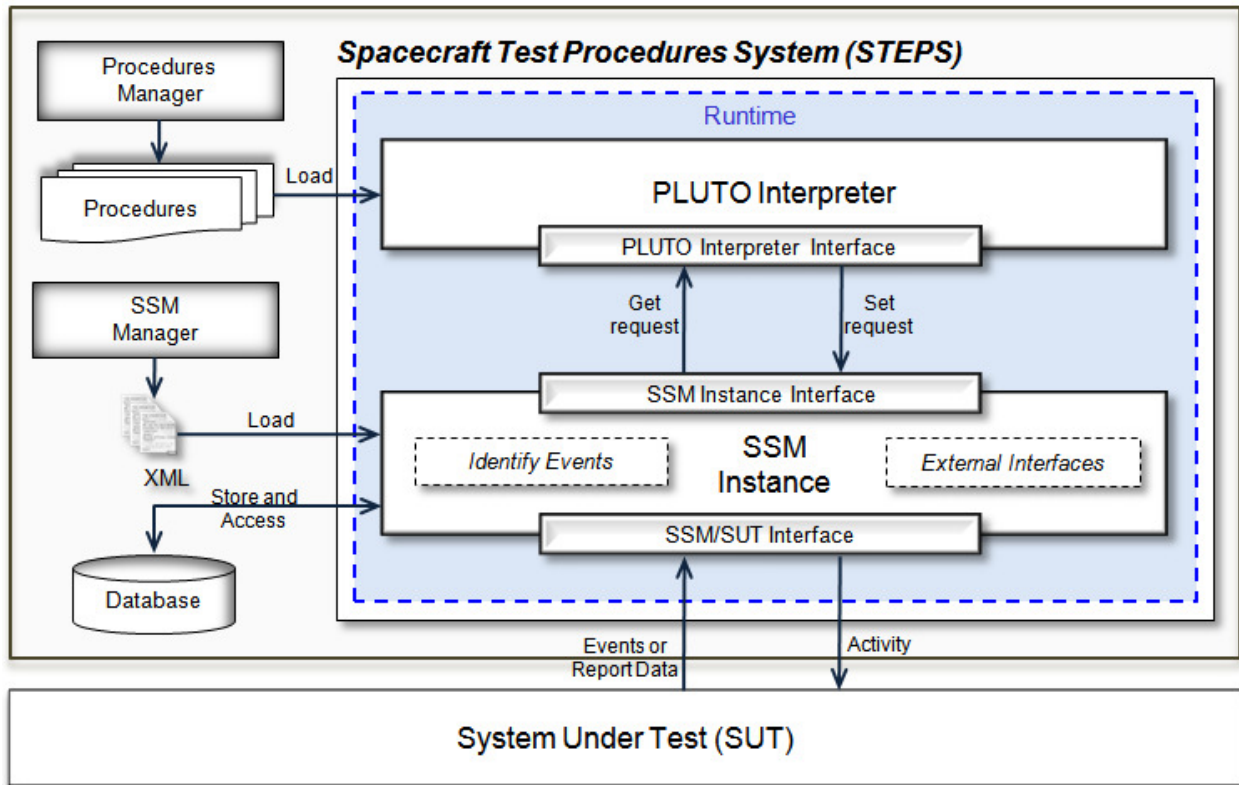 Spacecraft Test Procedures System (STEPS)
Procedures
Manager
Procedures
Load
Runtime
PLUTO Interpreter
PLUTO Interpreter Interface
Get
request
Set
request
SSM
Manager
XML
Load
Store and
Access
Database
SSM Instance Interface
Identify Events
SSM
Instance
External Interfaces
SSM/SUT Interface
Events or
Report Data
Activity
System Under Test (SUT)